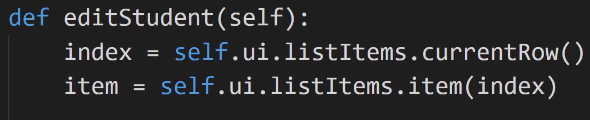 def editStudent(self):
    index = self.ui.listItems.currentRow()
    item = self.ui.listItems.item(index)